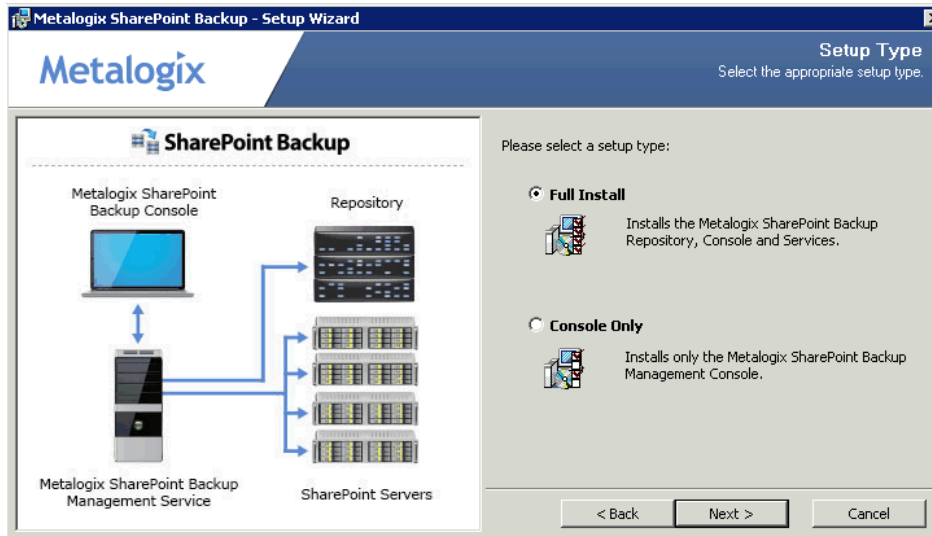 Metalogix SharePoint Backup - Setup Wizard
Metalogix
Setup Type
Select the appropriate setup type.
SharePoint Backup
Metalogix SharePoint
Backup Console
Repository
Metalogix SharePoint Backup
Management Service
SharePoint Servers
Please select a setup type:
Full Install
Installs the Metalogix SharePoint Backup
Repository, Console and Services.
Console Only
Installs only the Metalogix SharePoint Backup
Management Console.
< Back
Next >
Cancel